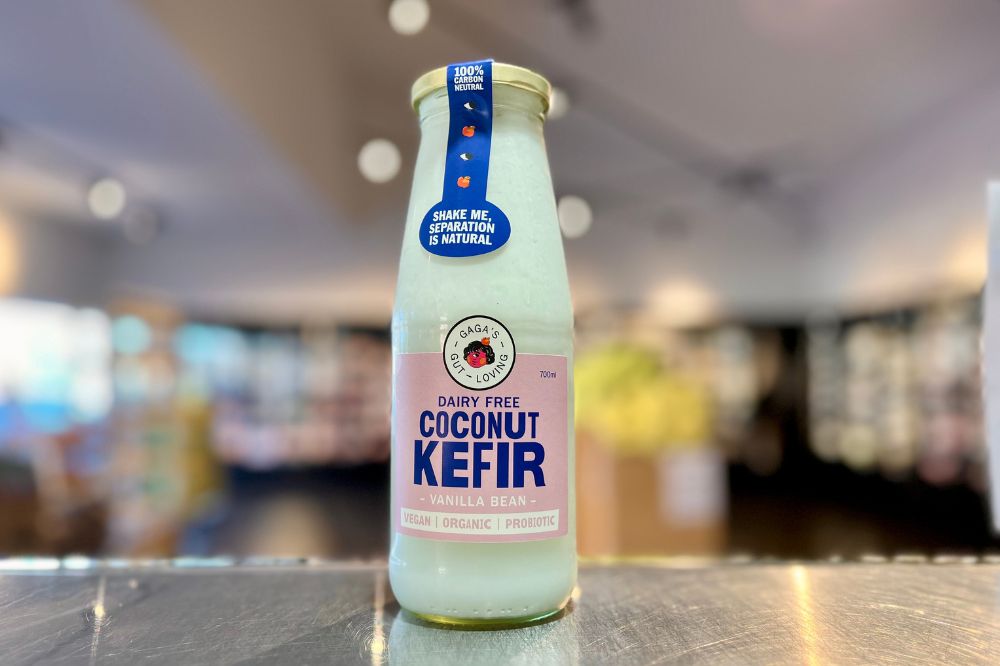 100%
CARBON
NEUTRAL
SHAKE ME,
SEPARATION
IS NATURAL
GAGA'S
GUT - LOVING
700ml
DAIRY FREE
COCONUT
KEFIR
- VANILLA BEAN -
VEGAN | ORGANIC | PROBIOTIC